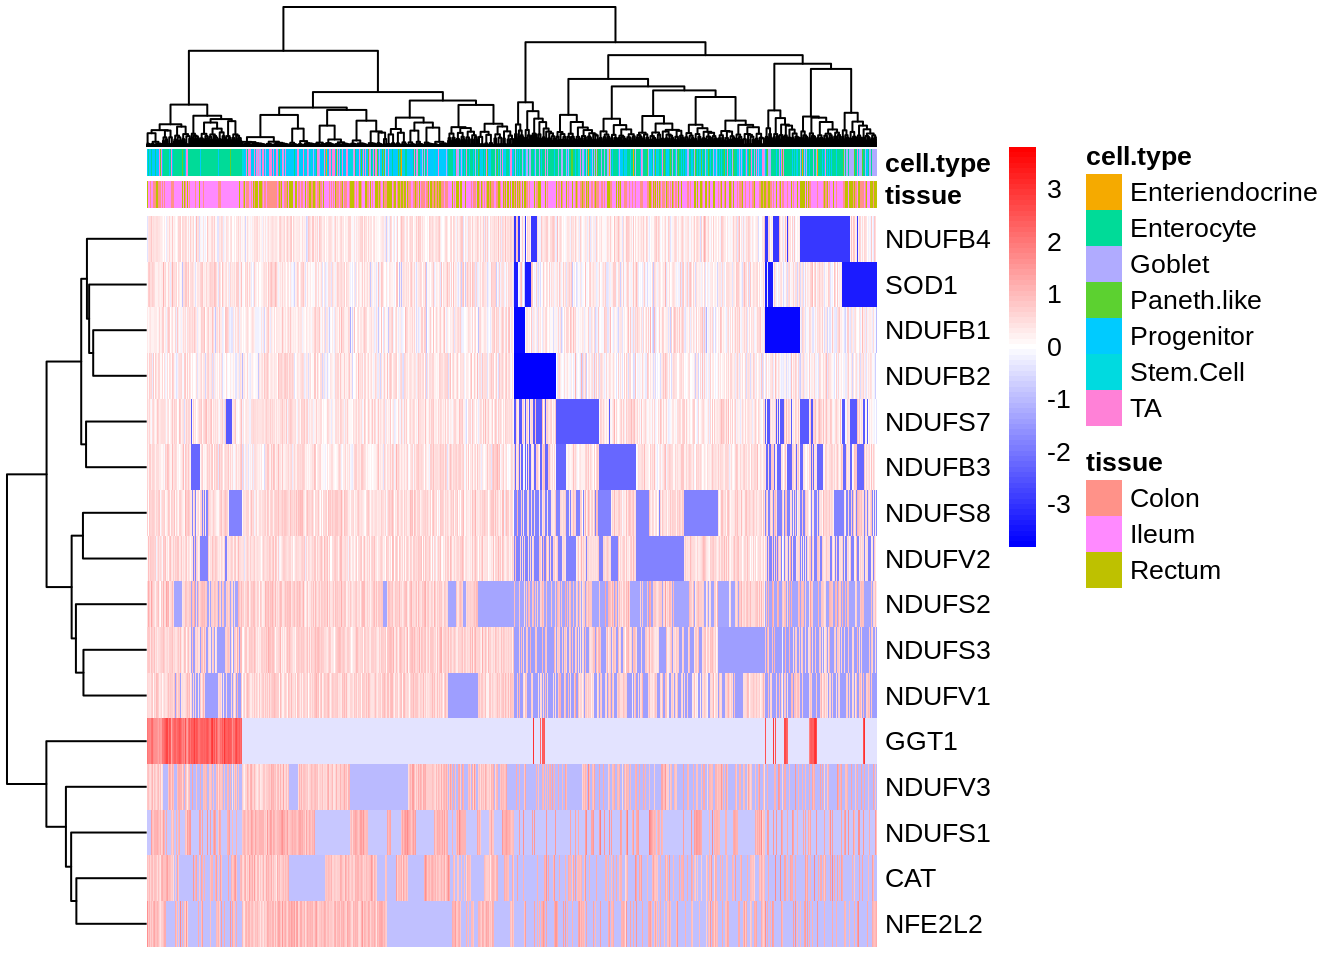 cell.type
tissue
NDUFB4
SOD1
NDUFB1
NDUFB2
NDUFS7
NDUFB3
NDUFS8
NDUFV2
NDUFS2
NDUFS3
NDUFV1
GGT1
NDUFV3
NDUFS1
CAT
NFE2L2
3
2
1
0
-1
-2
-3
cell.type
Enteriendocrine
Enterocyte
Goblet
Paneth.like
Progenitor
Stem.Cell
TA
tissue
Colon
Ileum
Rectum